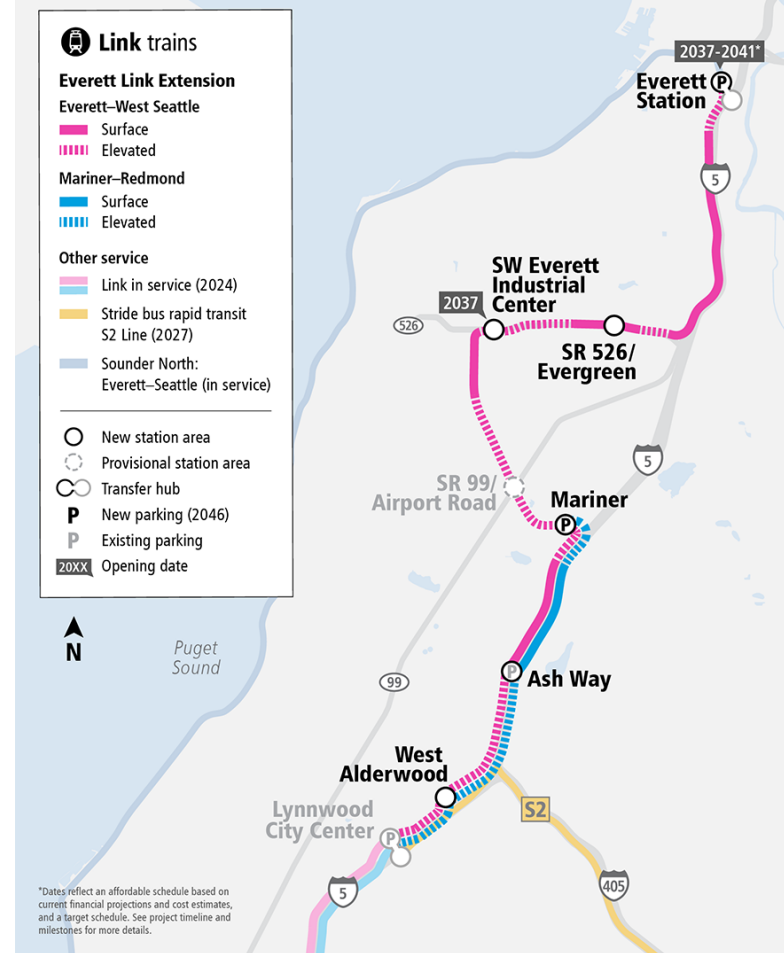 Link trains
Everett Link Extension
Everett–West Seattle
Surface
Elevated
Mariner–Redmond
Surface
Elevated
Other service
Link in service (2024)
Stride bus rapid transit
S2 Line (2027)
Sounder North:
Everett–Seattle (in service)
New station area
Provisional station area
Transfer hub
P New parking (2046)
P Existing parking
20XX Opening date
N
Puget
Sound
2037-2041*
Everett
Station
P
5
SW Everett
Industrial
Center
2037
526
SR 526/
Evergreen
5
SR 99/
Airport Road
Mariner
P
P
Ash Way
99
West
Alderwood
Lynnwood
City Center
P
S2
5
405
*Dates reflect an affordable schedule based on
current financial projections and cost estimates,
and a target schedule. See project timeline and
milestones for more details.